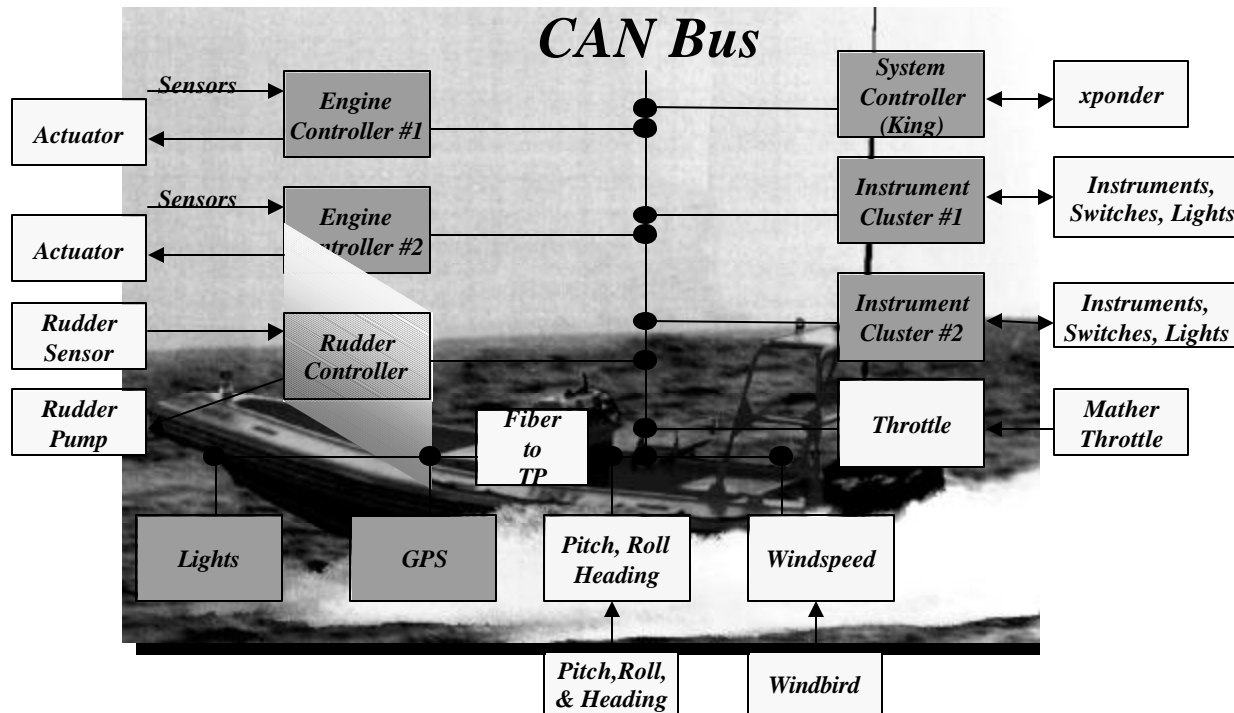 CAN Bus
Sensors
Engine
Controller #1
System
Controller
(King)
xponder
Actuator
Sensors
Engine
ntroller #2
Instrument
Cluster #1
Instruments,
Switches, Lights
Actuator
Rudder
Sensor
Rudder
Controller
Instrument
Cluster #2
Instruments,
Switches, Lights
Rudder
Pump
Fiber
to
TP
Throttle
Mather
Throttle
Lights
GPS
Pitch, Roll
Heading
Windspeed
Pitch,Roll,
& Heading
Windbird